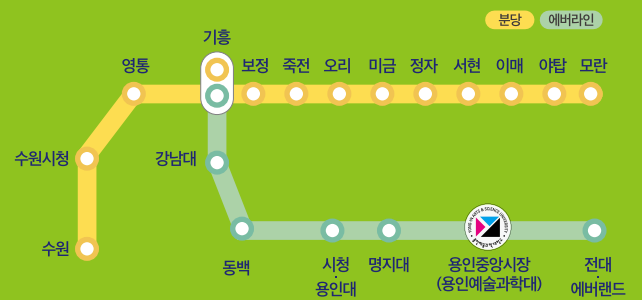 분당
에버라인
기흥
영통
보정
죽전
오리
미금
정자
서현
이매
야탑
모란
수원시청
강남대
수원
동백
시청
·
용인대
명지대
용인중앙시장
(용인예술과학대)
전대
·
에버랜드